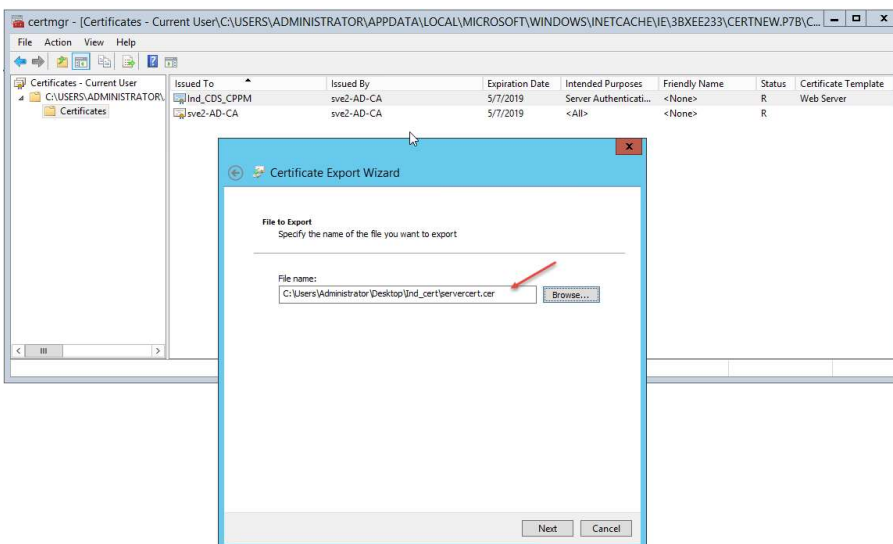 certmgr - [Certificates - Current User\C:\USERS\ADMINISTRATOR\APPDATA\LOCAL\MICROSOFT\WINDOWS\INETCACHE\IE\3BXEE233\CERTNEW.P7B\C...
File Action View Help
Certificates - Current User
C:\USERS\ADMINISTRATOR\
Certificates
Issued To Issued By Expiration Date Intended Purposes Friendly Name Status Certificate Template
Ind_CDS_CPPM sve2-AD-CA 5/7/2019 Server Authenticati... <None> R Web Server
sve2-AD-CA sve2-AD-CA 5/7/2019 <All> <None> R
Certificate Export Wizard
File to Export
Specify the name of the file you want to export
File name:
C:\Users\Administrator\Desktop\Ind_cert\servercert.cer Browse...
Next Cancel